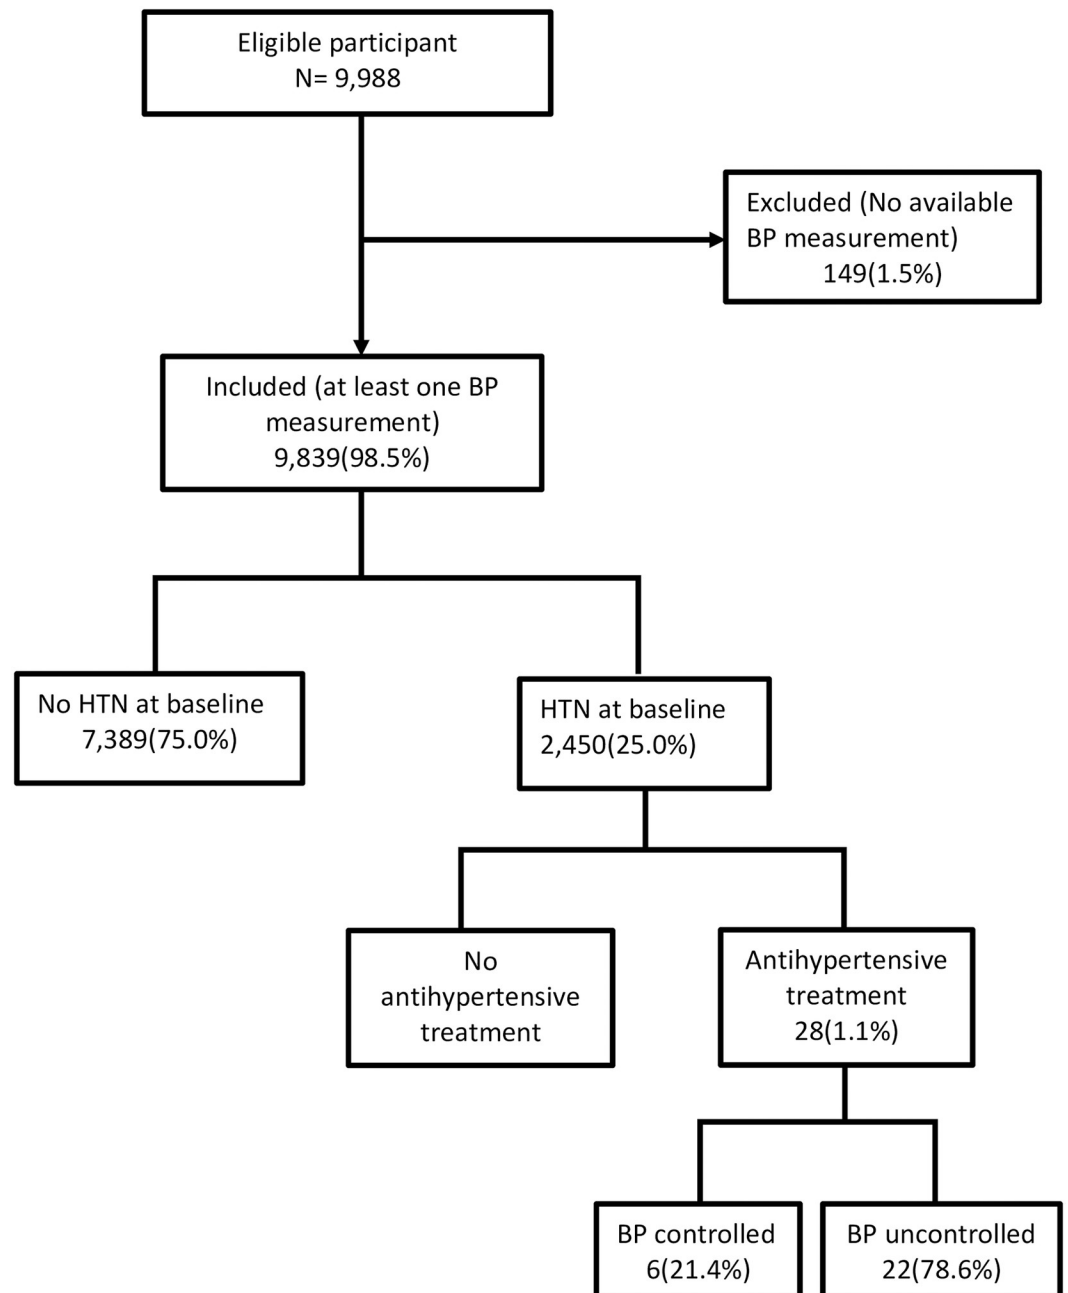 Eligible participant
N= 9,988
Excluded (No available
BP measurement)
149(1.5%)
Included (at least one BP
measurement)
9,839(98.5%)
No HTN at baseline
7,389(75.0%)
HTN at baseline
2,450(25.0%)
No
antihypertensive
treatment
Antihypertensive
treatment
28(1.1%)
BP controlled
6(21.4%)
BP uncontrolled
22(78.6%)